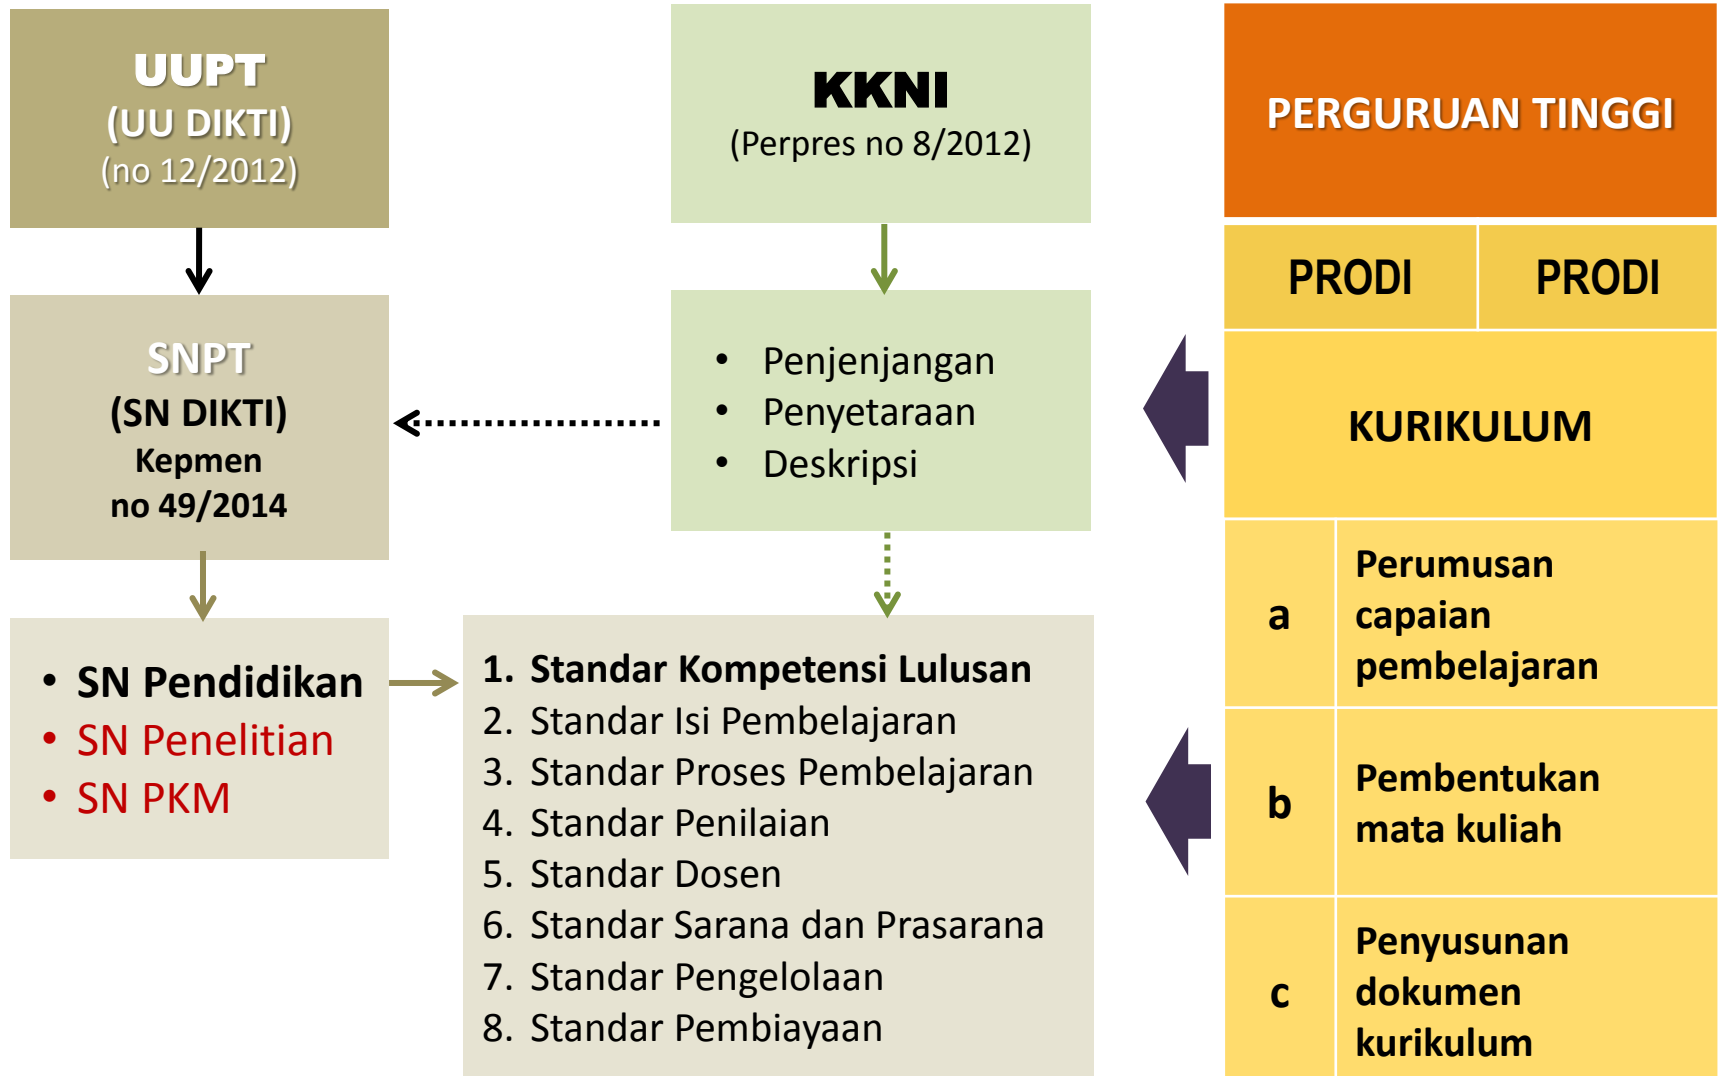 UUPT
(UU DIKTI)
(no 12/2012)
SNPT
(SN DIKTI)
Kepmen
no 49/2014
• SN Pendidikan
• SN Penelitian
• SN PKM
KKNI
(Perpres no 8/2012)
• Penjenjangan
• Penyetaraan
• Deskripsi
1. Standar Kompetensi Lulusan
2. Standar Isi Pembelajaran
3. Standar Proses Pembelajaran
4. Standar Penilaian
5. Standar Dosen
6. Standar Sarana dan Prasarana
7. Standar Pengelolaan
8. Standar Pembiayaan
PERGURUAN TINGGI
PRODI PRODI
KURIKULUM
a
Perumusan
capaian
pembelajaran
b
Pembentukan
mata kuliah
c
Penyusunan
dokumen
kurikulum